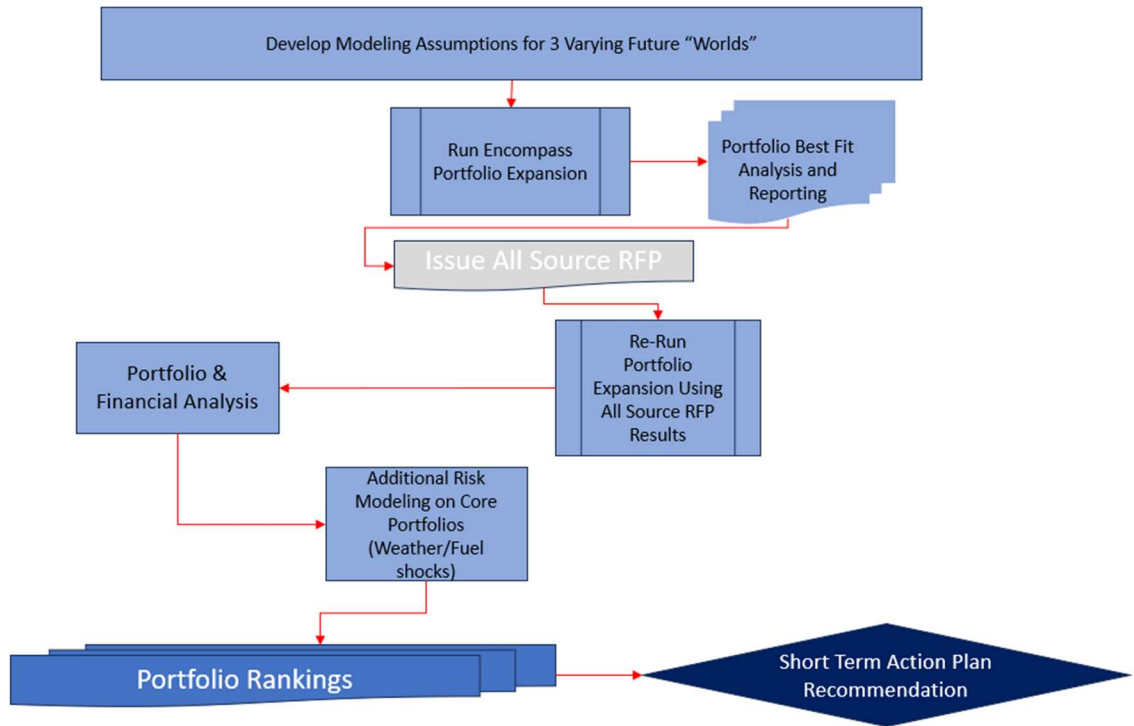 Develop Modeling Assumptions for 3 Varying Future “Worlds”
Run Encompass
Portfolio Expansion
Portfolio Best Fit
Analysis and
Reporting
Issue All Source RFP
Re-Run
Portfolio
Expansion Using
All Source RFP
Results
Portfolio &
Financial Analysis
Additional Risk
Modeling on Core
Portfolios
(Weather/Fuel
shocks)
Portfolio Rankings
Short Term Action Plan
Recommendation